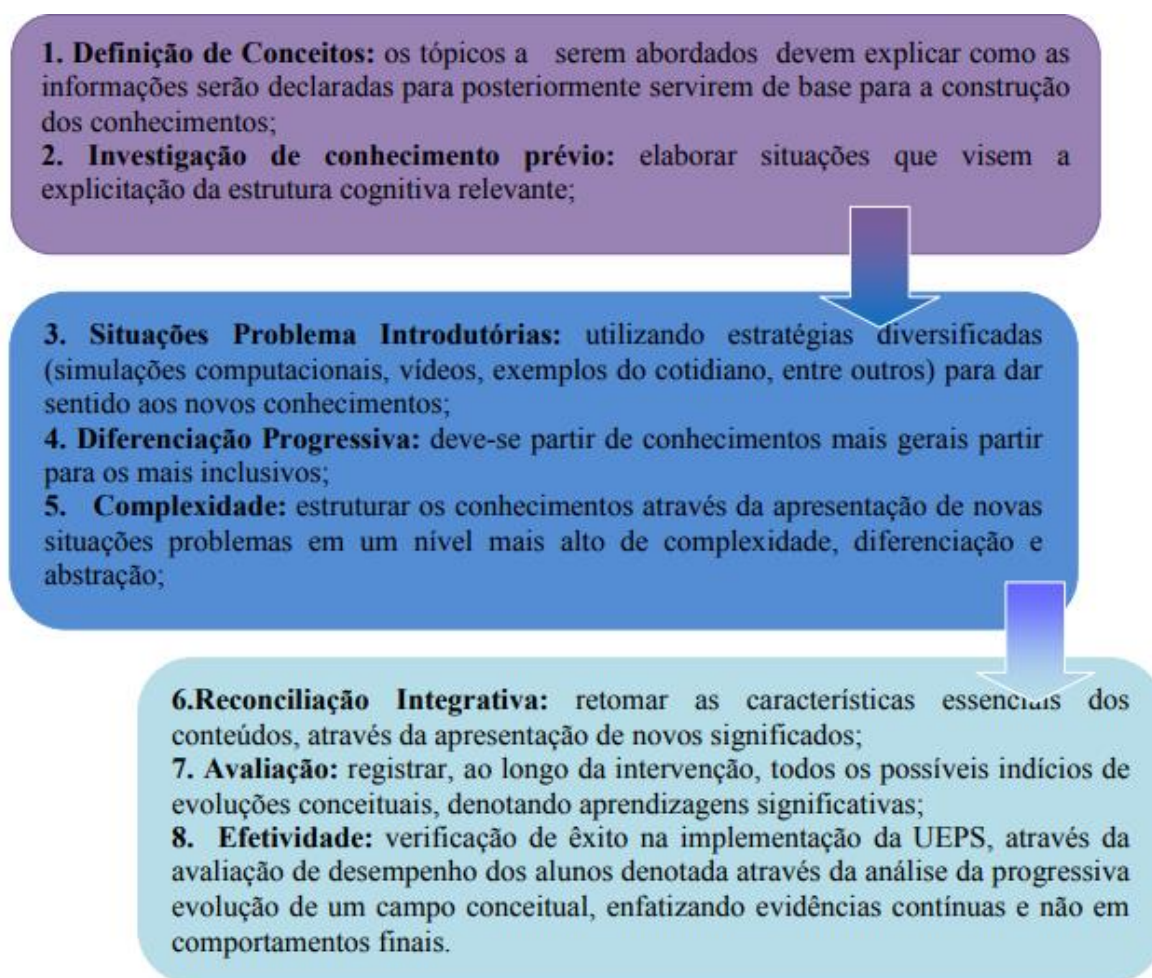 1. Definição de Conceitos: os tópicos a serem abordados devem explicar como as
informações serão declaradas para posteriormente servirem de base para a construção
dos conhecimentos;
2. Investigação de conhecimento prévio: elaborar situações que visem a
explicitação da estrutura cognitiva relevante;
3. Situações Problema Introdutórias: utilizando estratégias diversificadas
(simulações computacionais, vídeos, exemplos do cotidiano, entre outros) para dar
sentido aos novos conhecimentos;
4. Diferenciação Progressiva: deve-se partir de conhecimentos mais gerais partir
para os mais inclusivos;
5. Complexidade: estruturar os conhecimentos através da apresentação de novas
situações problemas em um nível mais alto de complexidade, diferenciação e
abstração;
6.Reconciliação Integrativa: retomar as características essenciais dos
conteúdos, através da apresentação de novos significados;
7. Avaliação: registrar, ao longo da intervenção, todos os possíveis indícios de
evoluções conceituais, denotando aprendizagens significativas;
8. Efetividade: verificação de êxito na implementação da UEPS, através da
avaliação de desempenho dos alunos denotada através da análise da progressiva
evolução de um campo conceitual, enfatizando evidências contínuas e não em
comportamentos finais.